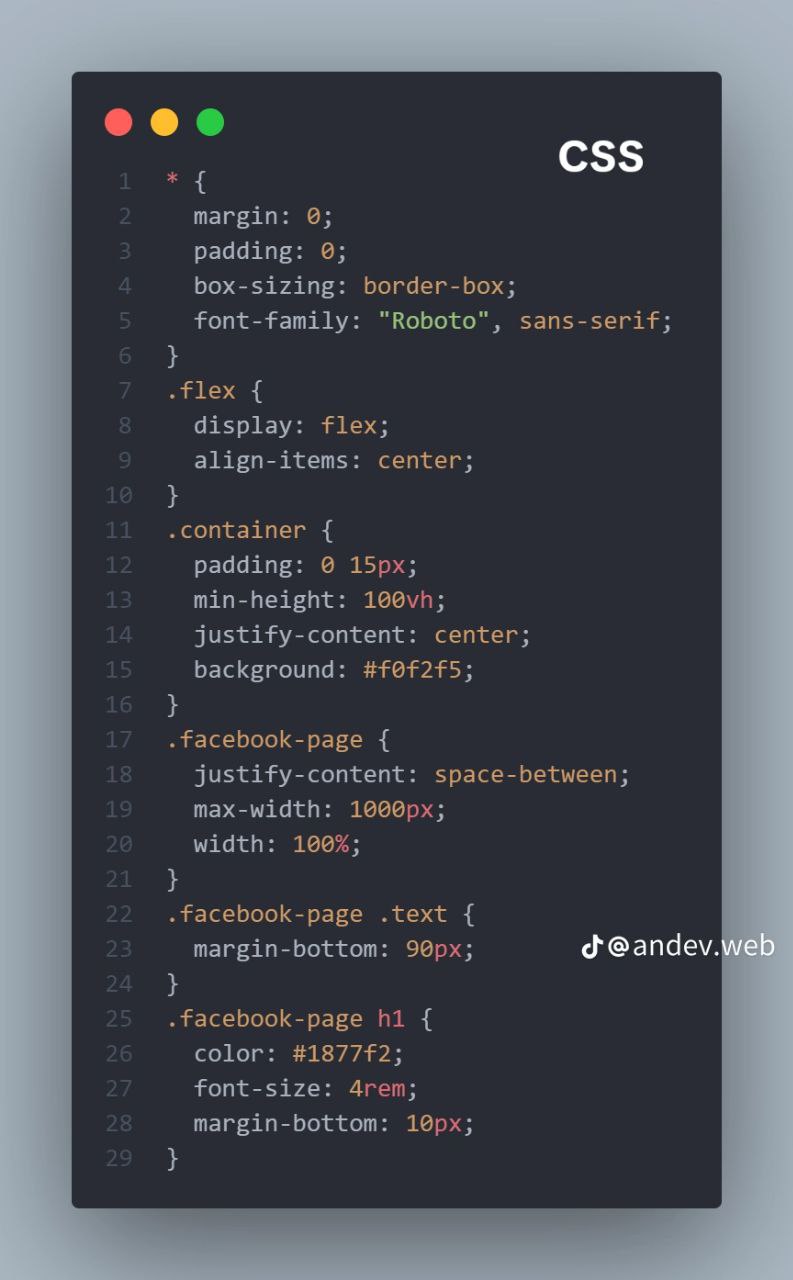 CSS
1 * {
2   margin: 0;
3   padding: 0;
4   box-sizing: border-box;
5   font-family: "Roboto", sans-serif;
6 }
7 .flex {
8   display: flex;
9   align-items: center;
10 }
11 .container {
12   padding: 0 15px;
13   min-height: 100vh;
14   justify-content: center;
15   background: #f0f2f5;
16 }
17 .facebook-page {
18   justify-content: space-between;
19   max-width: 1000px;
20   width: 100%;
21 }
22 .facebook-page .text {
23   margin-bottom: 90px;
@andev.web
24 }
25 .facebook-page h1 {
26   color: #1877f2;
27   font-size: 4rem;
28   margin-bottom: 10px;
29 }